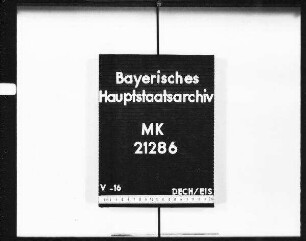 Bayerisches
Hauptstaatsarchiv
MK
21286
V -16 DECH/EIS